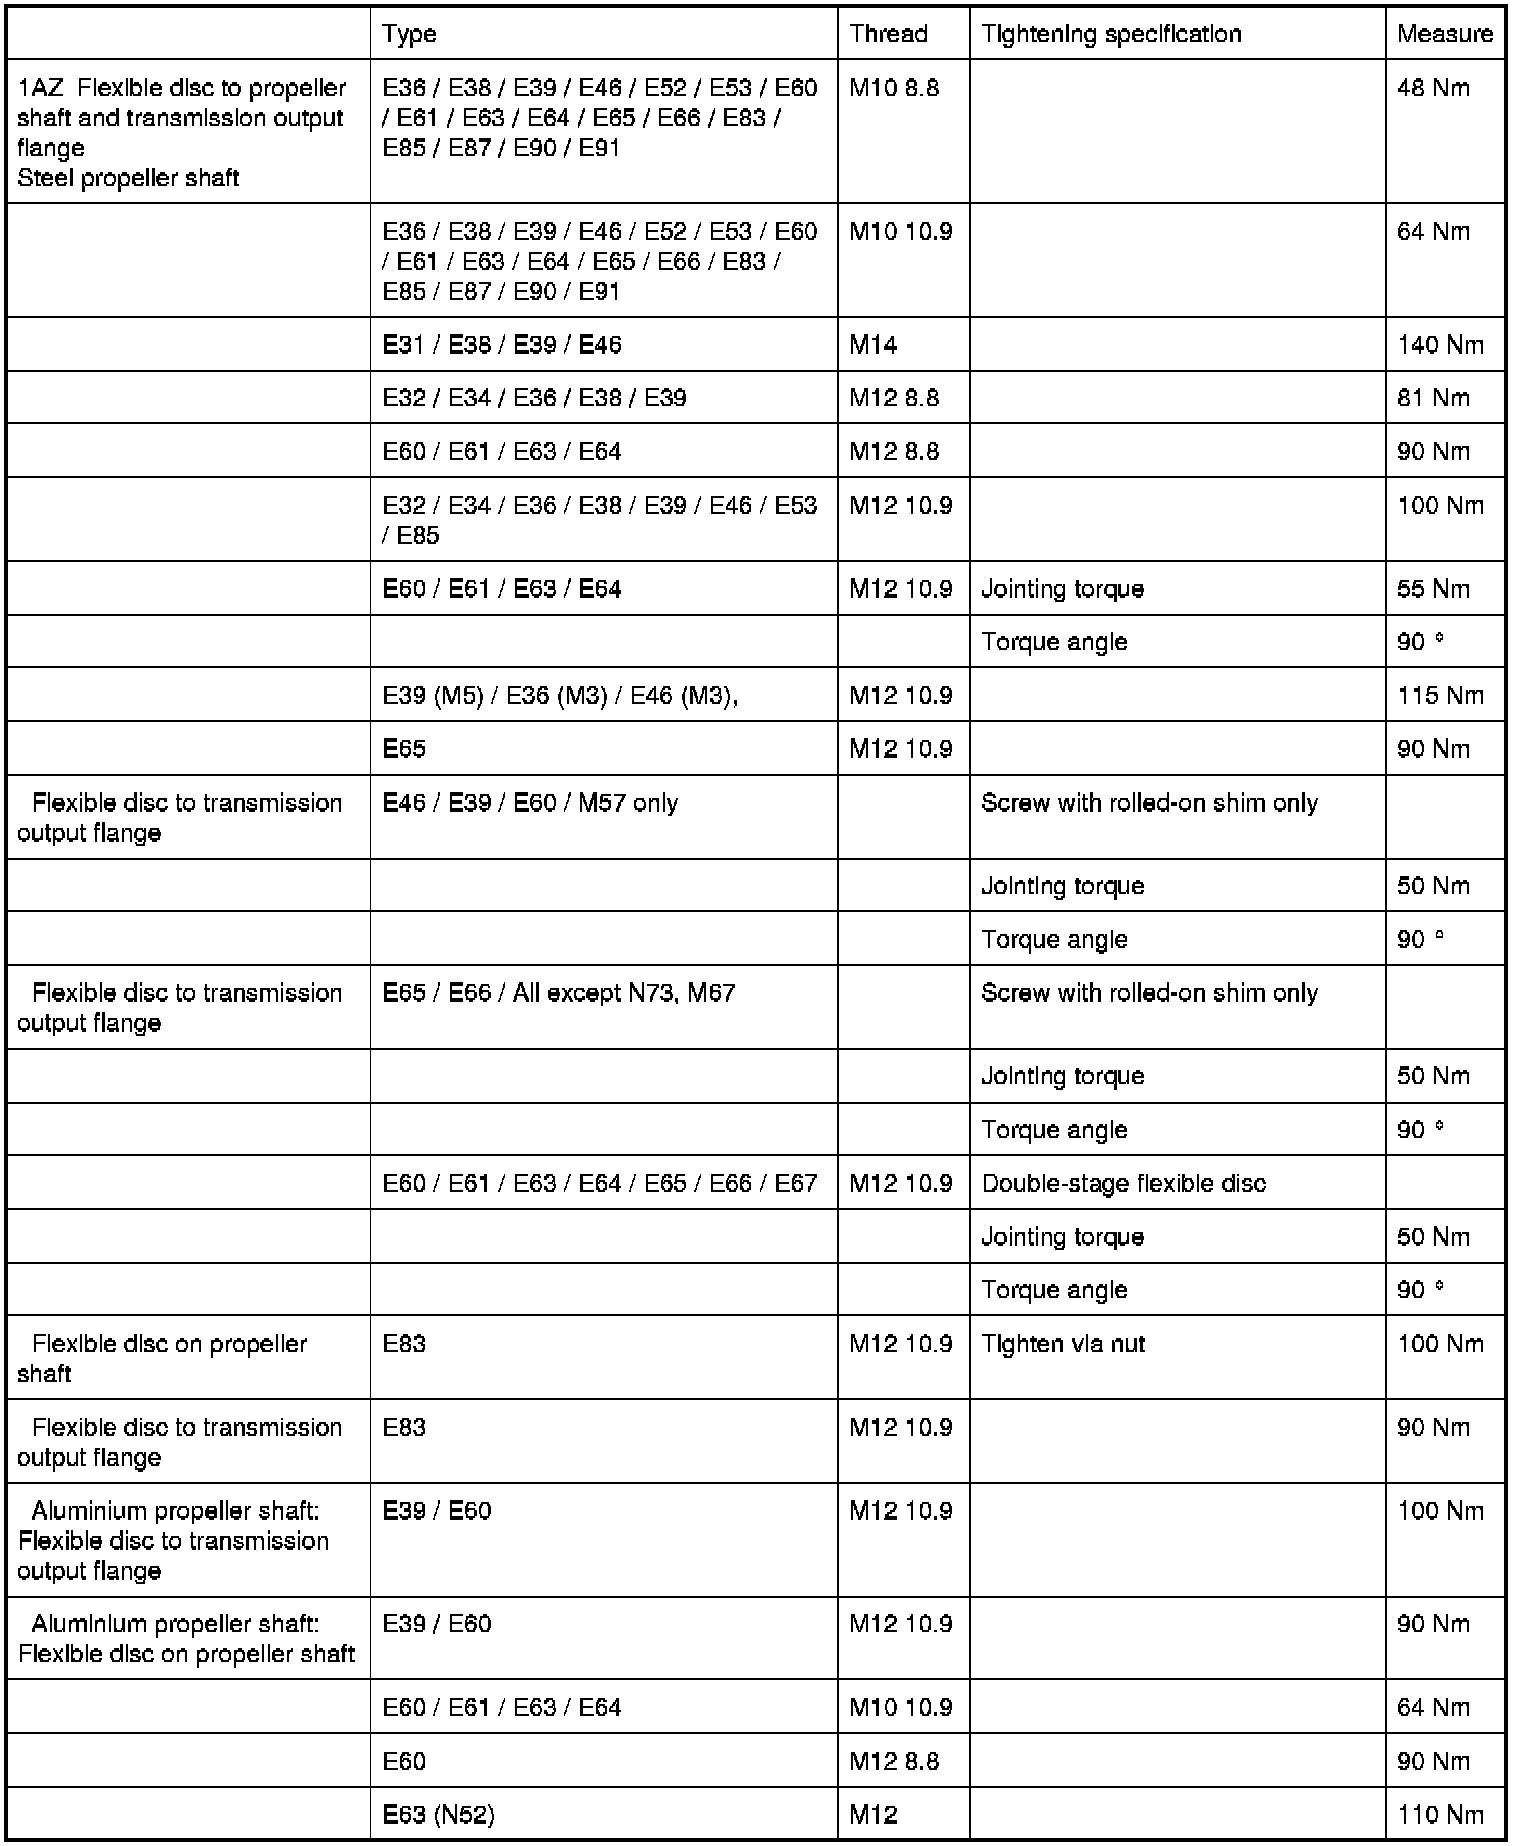 Type Thread Tightening specification Measure
1AZ Flexible disc to propeller E36 / E38 / E39 / E46 / E52 / E53 / E60 M10 8.8 48 Nm
shaft and transmission output / E61 / E63 / E64 / E65 / E66 / E83 /
flange E85 / E87 / E90 / E91
Steel propeller shaft
E36 / E38 / E39 / E46 / E52 / E53 / E60 M10 10.9 64 Nm
/ E61 / E63 / E64 / E65 / E66 / E83 /
E85 / E87 / E90 / E91
E31 / E38 / E39 / E46 M14 140 Nm
E32 / E34 / E36 / E38 / E39 M12 8.8 81 Nm
E60 / E61 / E63 / E64 M12 8.8 90 Nm
E32 / E34 / E36 / E38 / E39 / E46 / E53 M12 10.9 100 Nm
/ E85
E60 / E61 / E63 / E64 M12 10.9 Jointing torque 55 Nm
Torque angle 90 °
E39 (M5) / E36 (M3) / E46 (M3), M12 10.9 115 Nm
E65 M12 10.9 90 Nm
Flexible disc to transmission E46 / E39 / E60 / M57 only Screw with rolled-on shim only
output flange
Jointing torque 50 Nm
Torque angle 90 °
Flexible disc to transmission E65 / E66 / All except N73, M67 Screw with rolled-on shim only
output flange
Jointing torque 50 Nm
Torque angle 90 °
E60 / E61 / E63 / E64 / E65 / E66 / E67 M12 10.9 Double-stage flexible disc
Jointing torque 50 Nm
Torque angle 90 °
Flexible disc on propeller E83 M12 10.9 Tighten via nut 100 Nm
shaft
Flexible disc to transmission E83 M12 10.9 90 Nm
output flange
Aluminium propeller shaft: E39 / E60 M12 10.9 100 Nm
Flexible disc to transmission
output flange
Aluminium propeller shaft: E39 / E60 M12 10.9 90 Nm
Flexible disc on propeller shaft
E60 / E61 / E63 / E64 M10 10.9 64 Nm
E60 M12 8.8 90 Nm
E63 (N52) M12 110 Nm